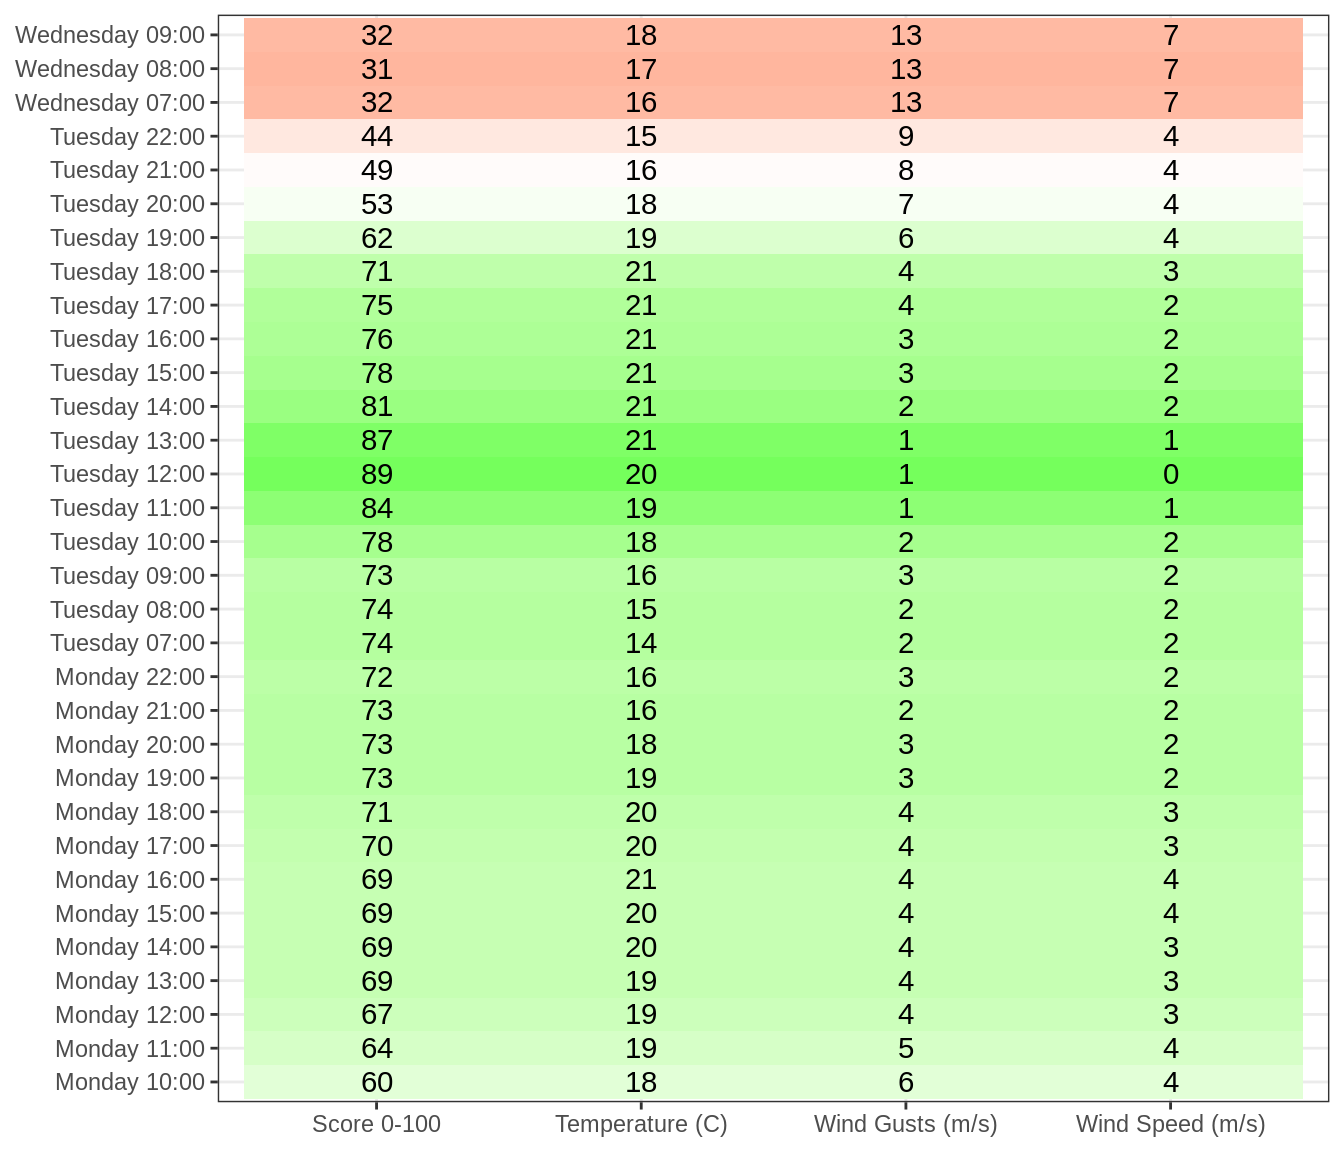 Wednesday 09:00 32 18 13 7
Wednesday 08:00 31 17 13 7
Wednesday 07:00 32 16 13 7
Tuesday 22:00 44 15 9 4
Tuesday 21:00 49 16 8 4
Tuesday 20:00 53 18 7 4
Tuesday 19:00 62 19 6 4
Tuesday 18:00 71 21 4 3
Tuesday 17:00 75 21 4 2
Tuesday 16:00 76 21 3 2
Tuesday 15:00 78 21 3 2
Tuesday 14:00 81 21 2 2
Tuesday 13:00 87 21 1 1
Tuesday 12:00 89 20 1 0
Tuesday 11:00 84 19 1 1
Tuesday 10:00 78 18 2 2
Tuesday 09:00 73 16 3 2
Tuesday 08:00 74 15 2 2
Tuesday 07:00 74 14 2 2
Monday 22:00 72 16 3 2
Monday 21:00 73 16 2 2
Monday 20:00 73 18 3 2
Monday 19:00 73 19 3 2
Monday 18:00 71 20 4 3
Monday 17:00 70 20 4 3
Monday 16:00 69 21 4 4
Monday 15:00 69 20 4 4
Monday 14:00 69 20 4 3
Monday 13:00 69 19 4 3
Monday 12:00 67 19 4 3
Monday 11:00 64 19 5 4
Monday 10:00 60 18 6 4
Score 0-100 Temperature (C) Wind Gusts (m/s) Wind Speed (m/s)